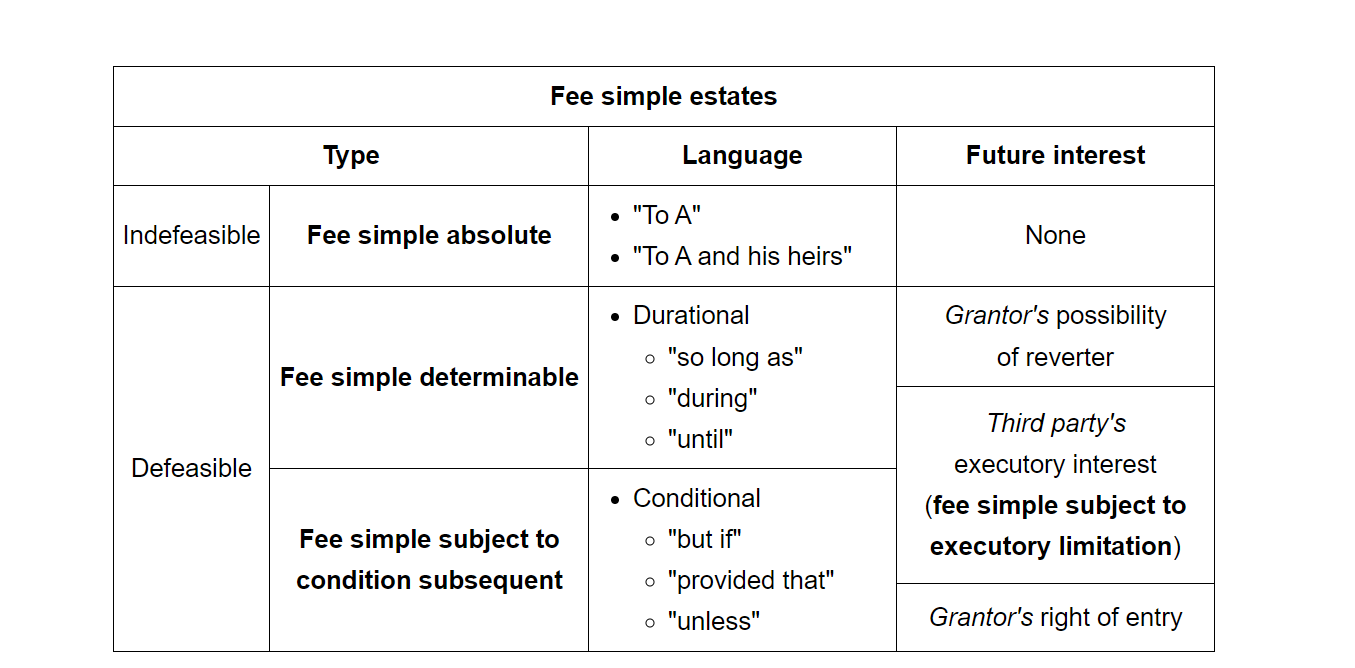 Fee simple estates
Type
Language
Future interest
Indefeasible
Fee simple absolute
• "To A"
• "To A and his heirs"
None
Defeasible
Fee simple determinable
• Durational
○ "so long as"
○ "during"
○ "until"
Grantor's possibility
of reverter
Third party's
executory interest
(fee simple subject to
executory limitation)
Fee simple subject to
condition subsequent
• Conditional
○ "but if"
○ "provided that"
○ "unless"
Grantor's right of entry